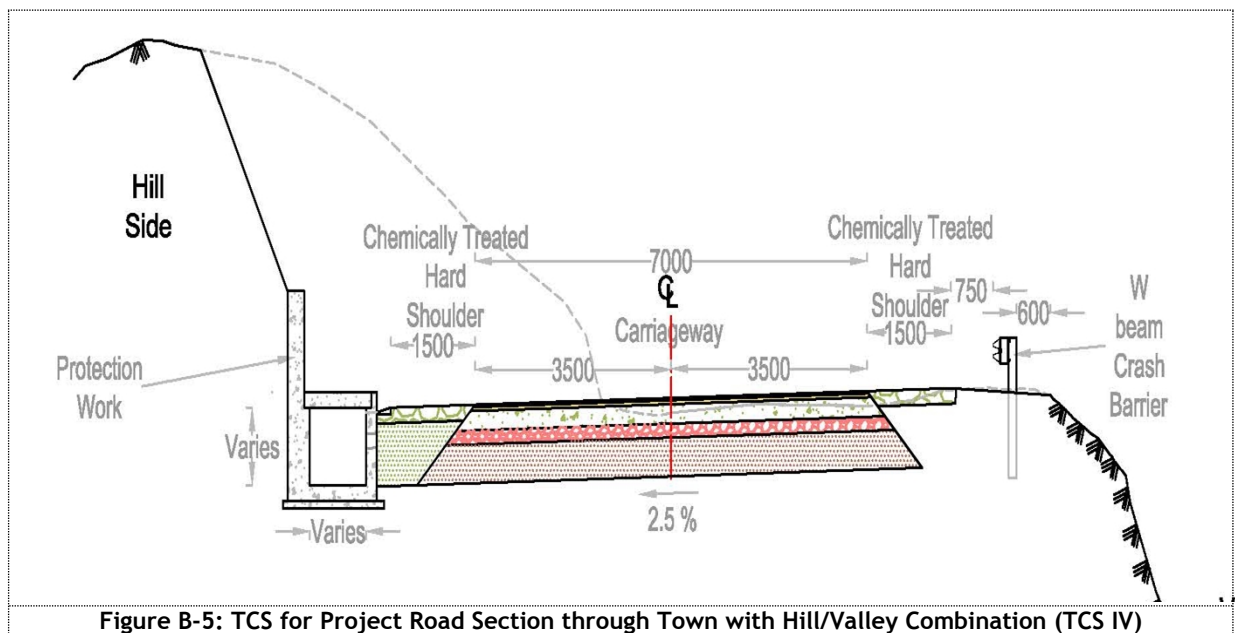 Hill
Side
Chemically Treated
Hard
Shoulder
1500
7000
℄
Carriageway
3500
3500
Chemically Treated
Hard
Shoulder
1500
750
600
W
beam
Crash
Barrier
Protection
Work
Varies
Varies
2.5 %
Figure B-5: TCS for Project Road Section through Town with Hill/Valley Combination (TCS IV)